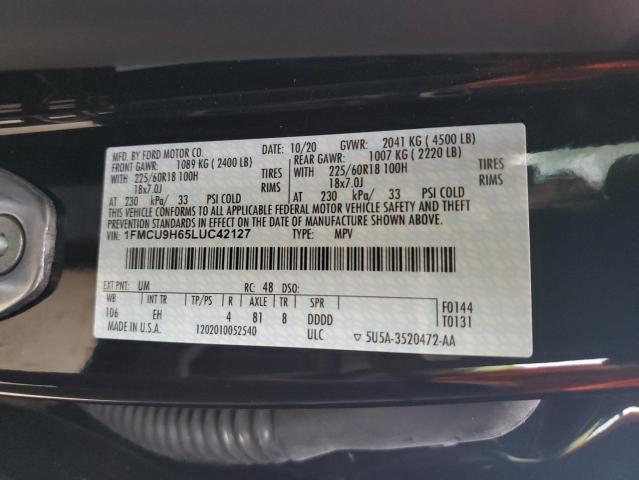 MFD. BY FORD MOTOR CO. DATE: 10/20 GVWR: 2041 KG ( 4500 LB)
FRONT GAWR: 1089 KG ( 2400 LB) REAR GAWR: 1007 KG ( 2220 LB)
WITH 225/60R18 100H TIRES WITH 225/60R18 100H TIRES
18x7.0J RIMS 18x7.0J RIMS
AT 230 kPa/ 33 PSI COLD AT 230 kPa/ 33 PSI COLD
THIS VEHICLE CONFORMS TO ALL APPLICABLE FEDERAL MOTOR VEHICLE SAFETY AND THEFT
PREVENTION STANDARDS IN EFFECT ON THE DATE OF MANUFACTURE SHOWN ABOVE.
VIN: 1FMCU9H65LUC42127 TYPE: MPV
EXT PNT: UM RC: 48 DSO:
WB INT TR TP/PS R AXLE TR SPR F0144
106 EH 4 81 8 DDDD T0131
MADE IN U.S.A. 1202010052540 ULC ▽ 5U5A-3520472-AA